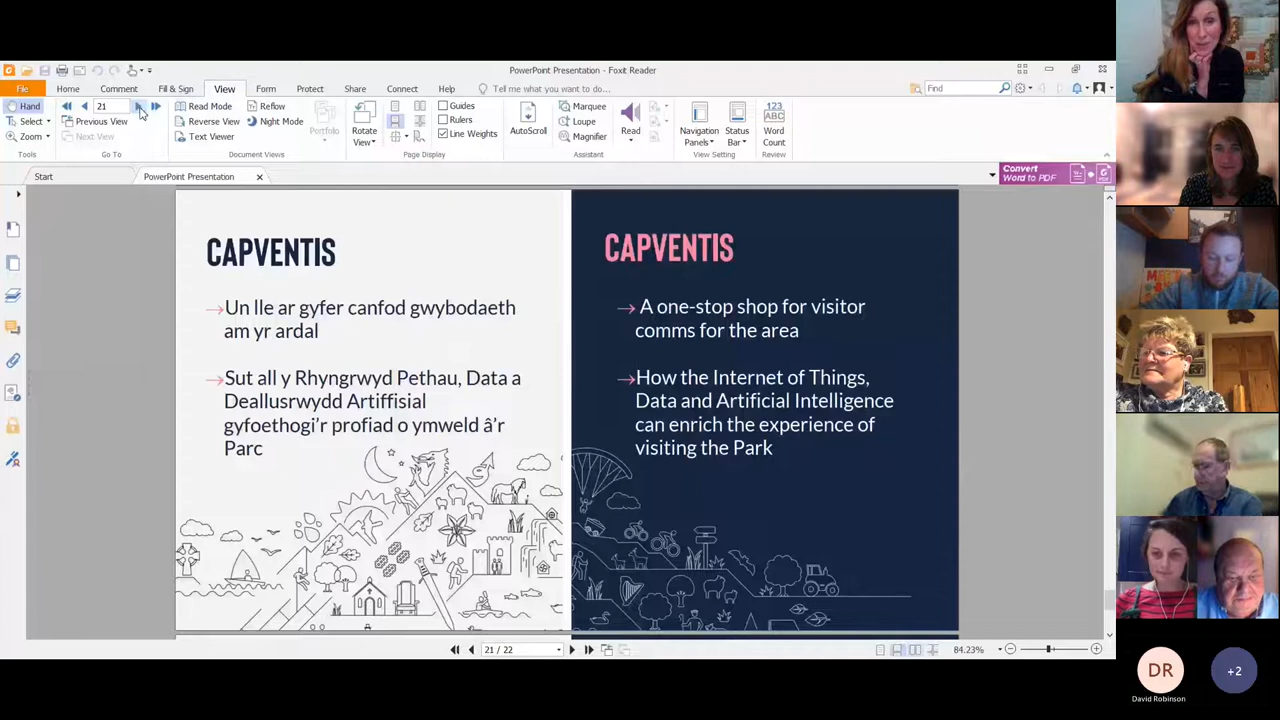 PowerPoint Presentation - Foxit Reader
File
Home
Comment
Fill & Sign
View
Form
Protect
Share
Connect
Help
Tell me what you want to do...
Find
Hand
21
Select
Previous View
Zoom
Next View
Tools
Go To
Read Mode
Reflow
Reverse View
Night Mode
Text Viewer
Portfolio
Document Views
Rotate
View
Guides
Rulers
Line Weights
Page Display
AutoScroll
Marquee
Loupe
Magnifier
Read
Assistant
Navigation
Panels
Status
Bar
View Setting
123
ABC
Word
Count
Review
Start
PowerPoint Presentation
Convert
Word to PDF
CAPVENTIS
→Un lle ar gyfer canfod gwybodaeth
am yr ardal
→Sut all y Rhyngrwyd Pethau, Data a
Deallusrwydd Artiffisial
gyfoethogi'r profiad o ymweld â'r
Parc
CAPVENTIS
→ A one-stop shop for visitor
comms for the area
→How the Internet of Things,
Data and Artificial Intelligence
can enrich the experience of
visiting the Park
21 / 22
84.23%
DR
David Robinson
+2